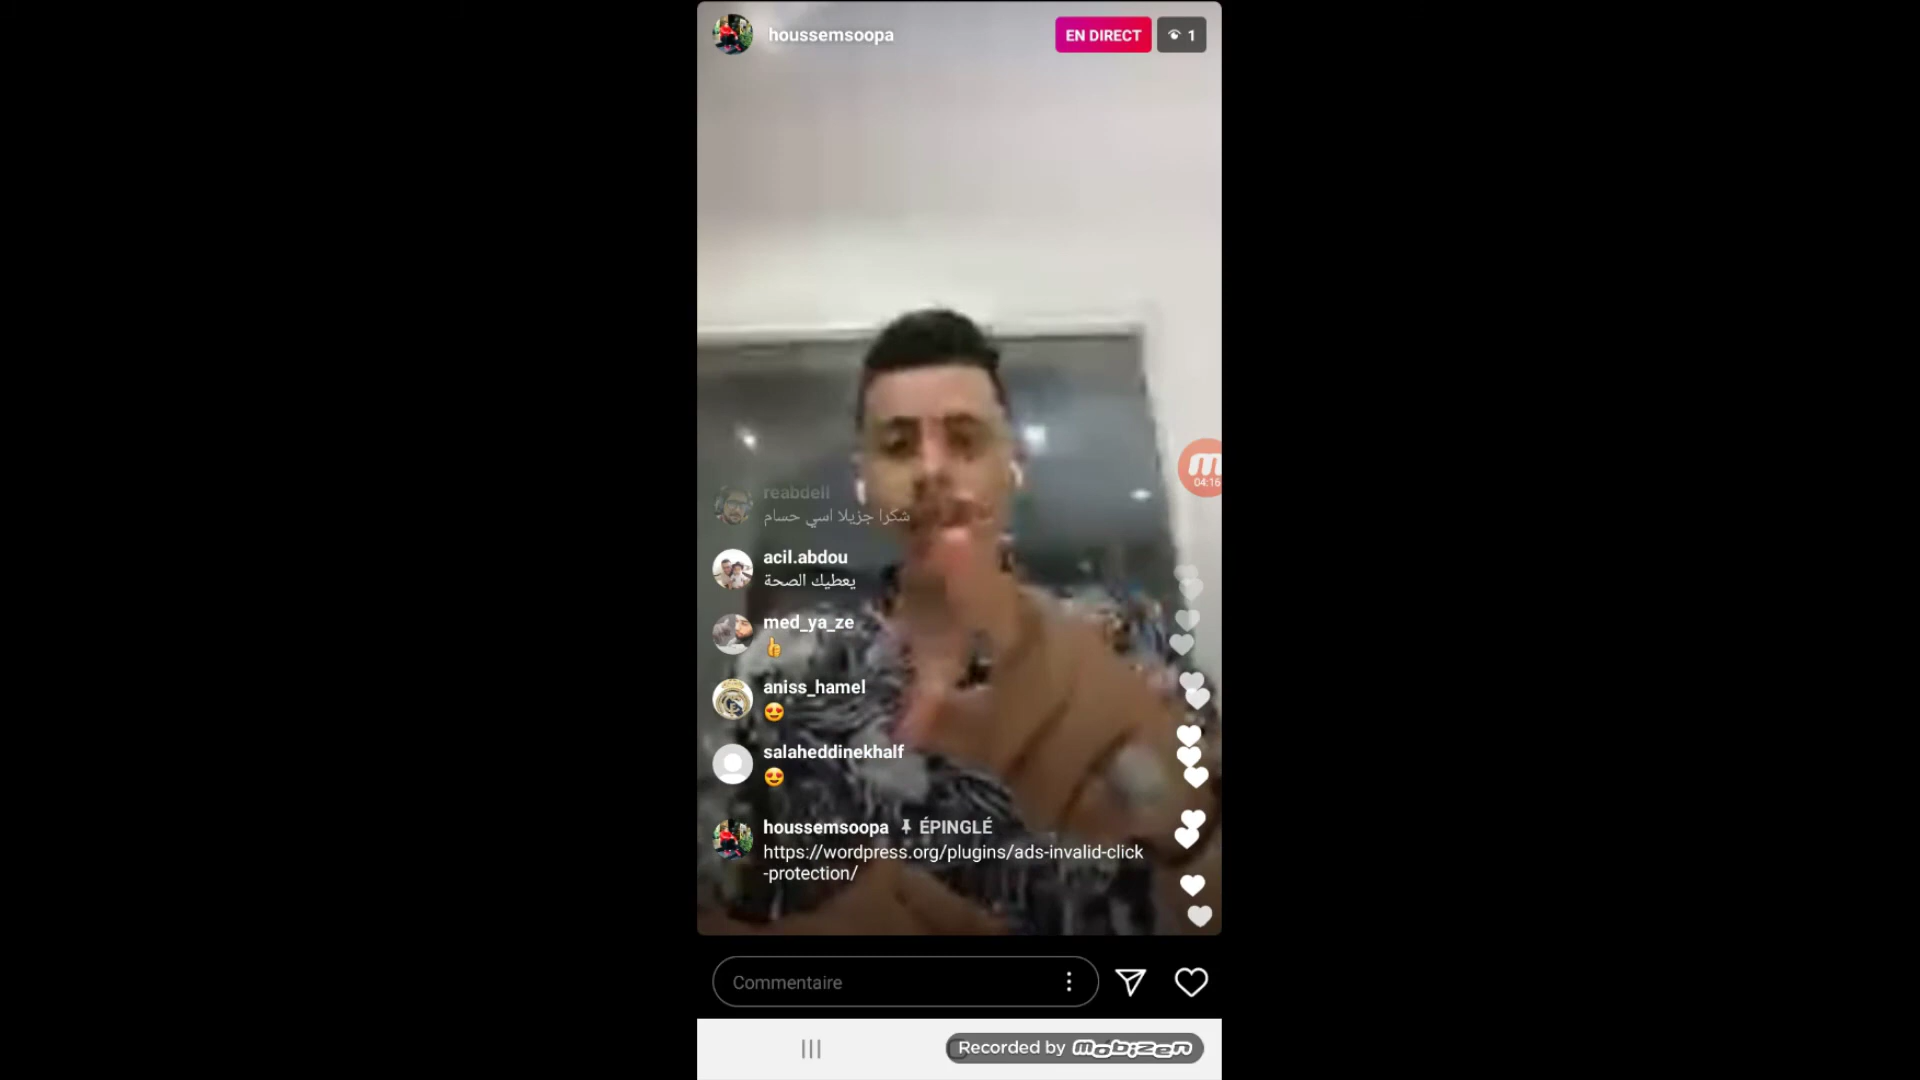 houssemsoopa
EN DIRECT
1
04:16
reabdell
شكرا جزيلا اسي حسام
acil.abdou
يعطيك الصحة
med_ya_ze
👍
aniss_hamel
😍
salaheddinekhalf
😍
houssemsoopa ÉPINGLÉ
https://wordpress.org/plugins/ads-invalid-click
-protection/
Commentaire
Recorded by mobizen